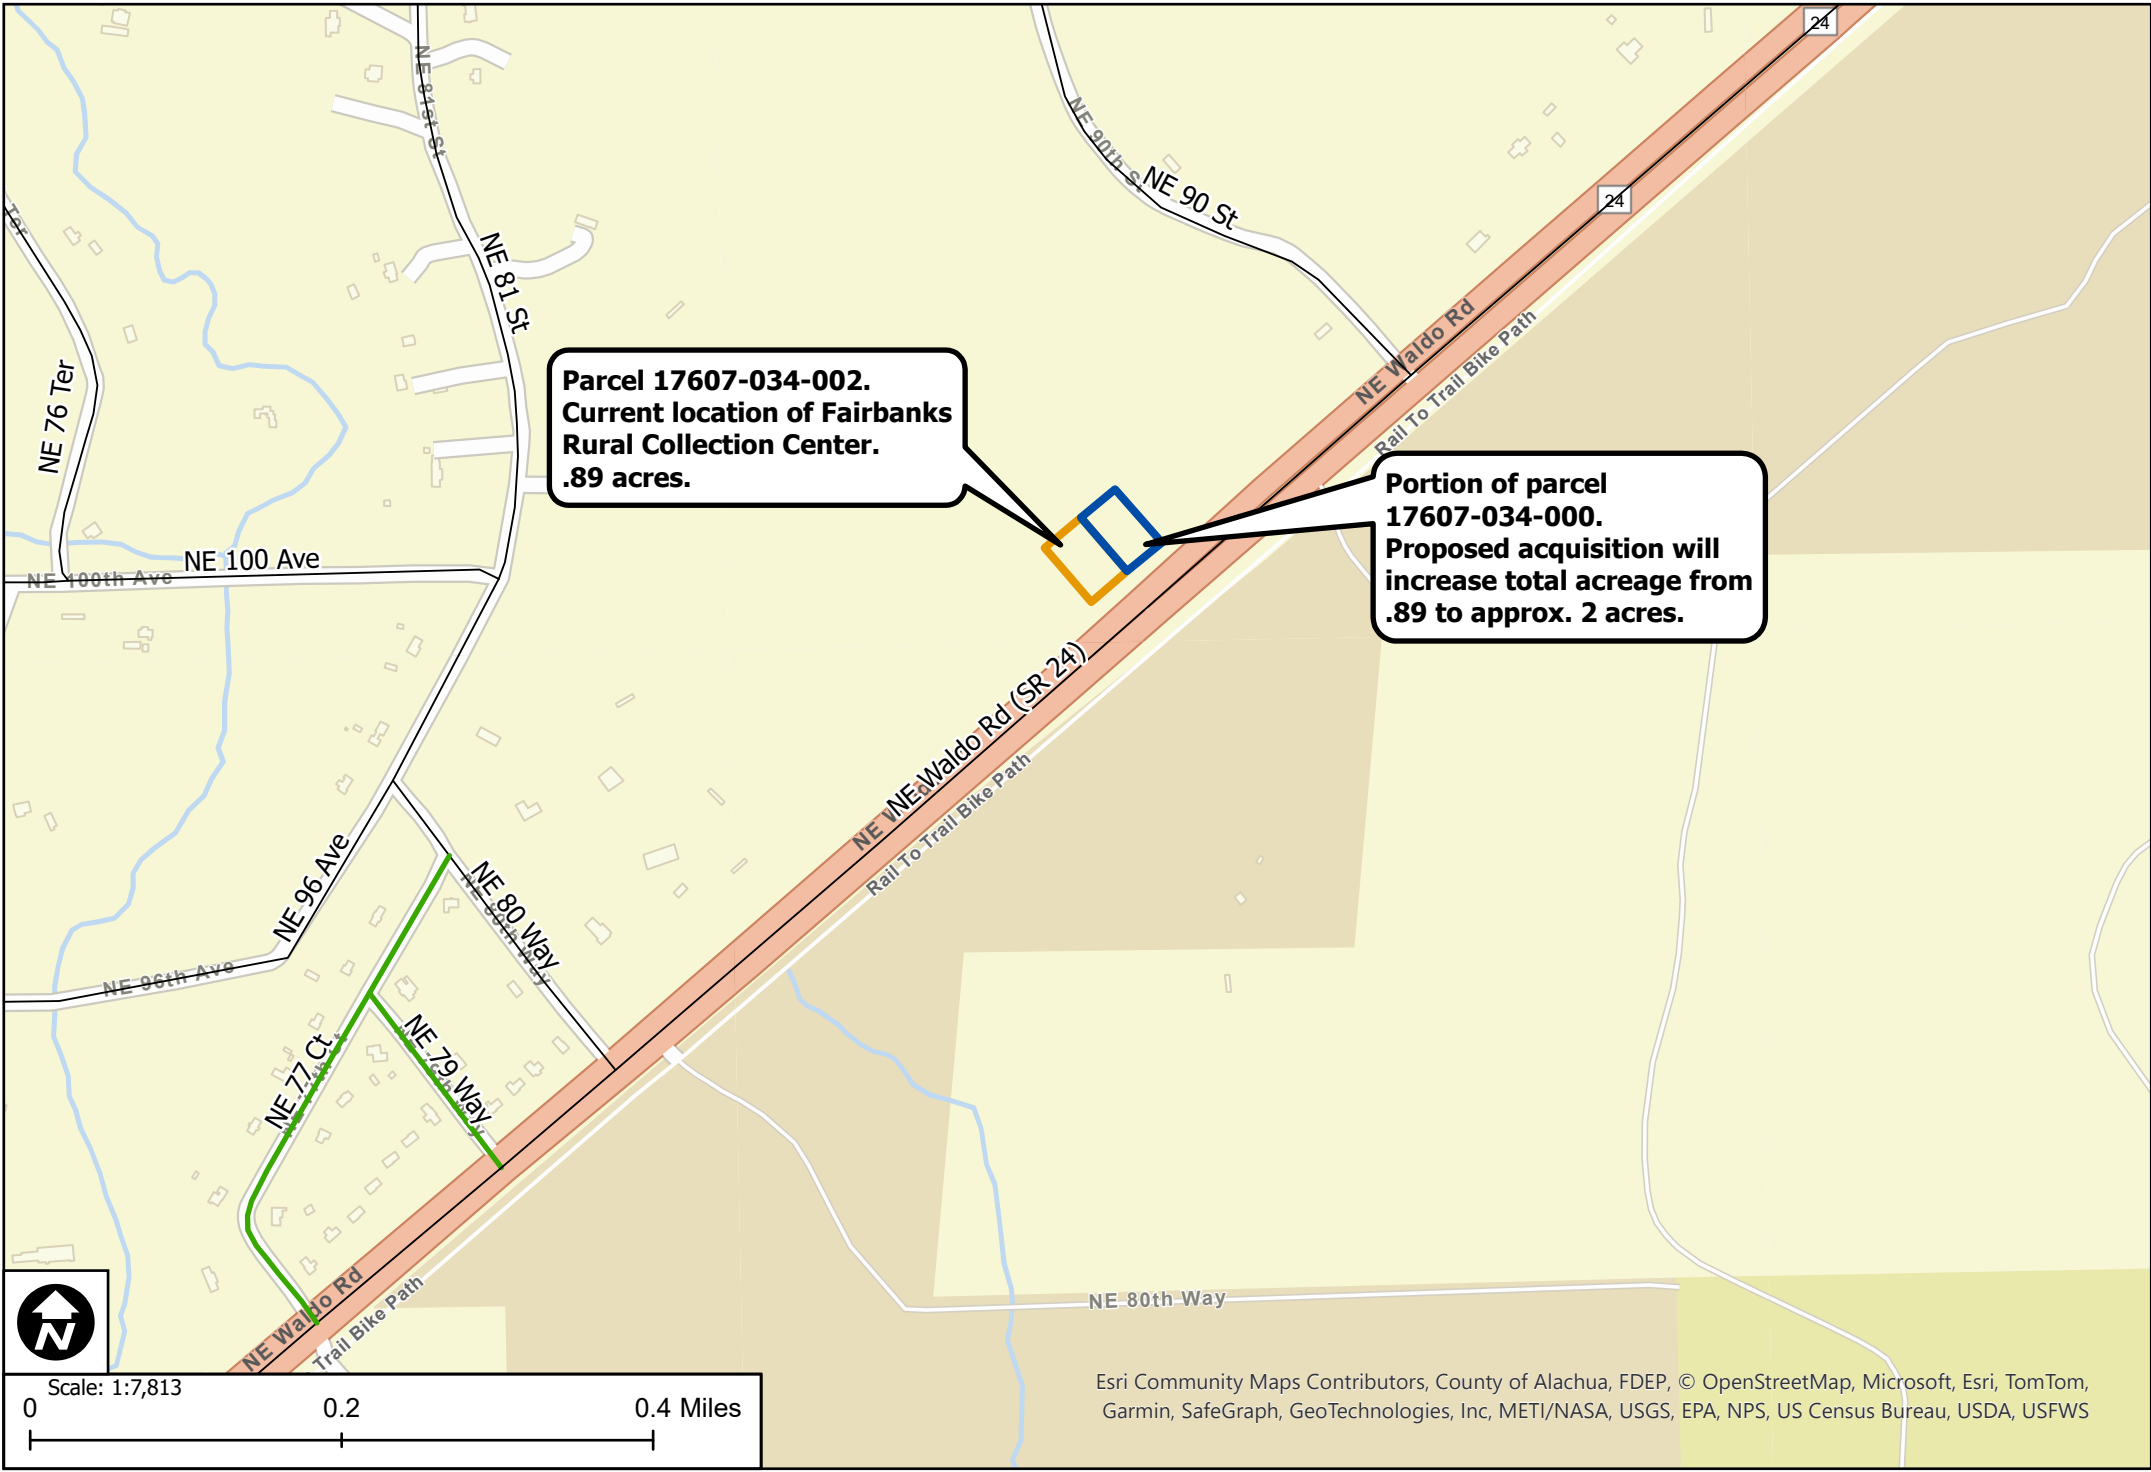 24
NE 81st St
NE 90th St
NE 90 St
24
Ter
NE 81 St
NE Waldo Rd
Rail To Trail Bike Path
NE 76 Ter
Parcel 17607-034-002.
Current location of Fairbanks
Rural Collection Center.
.89 acres.
Portion of parcel
17607-034-000.
Proposed acquisition will
increase total acreage from
.89 to approx. 2 acres.
NE 100 Ave
NE 100th Ave
NE Waldo Rd (SR 24)
Rail To Trail Bike Path
NE 96 Ave
NE 80 Way
NE 80th Way
NE 96th Ave
NE 77 Ct
NE 79 Way
NE Waldo Rd
Trail Bike Path
NE 80th Way
N
Scale: 1:7,813
0 0.2 0.4 Miles
Esri Community Maps Contributors, County of Alachua, FDEP, © OpenStreetMap, Microsoft, Esri, TomTom,
Garmin, SafeGraph, GeoTechnologies, Inc, METI/NASA, USGS, EPA, NPS, US Census Bureau, USDA, USFWS